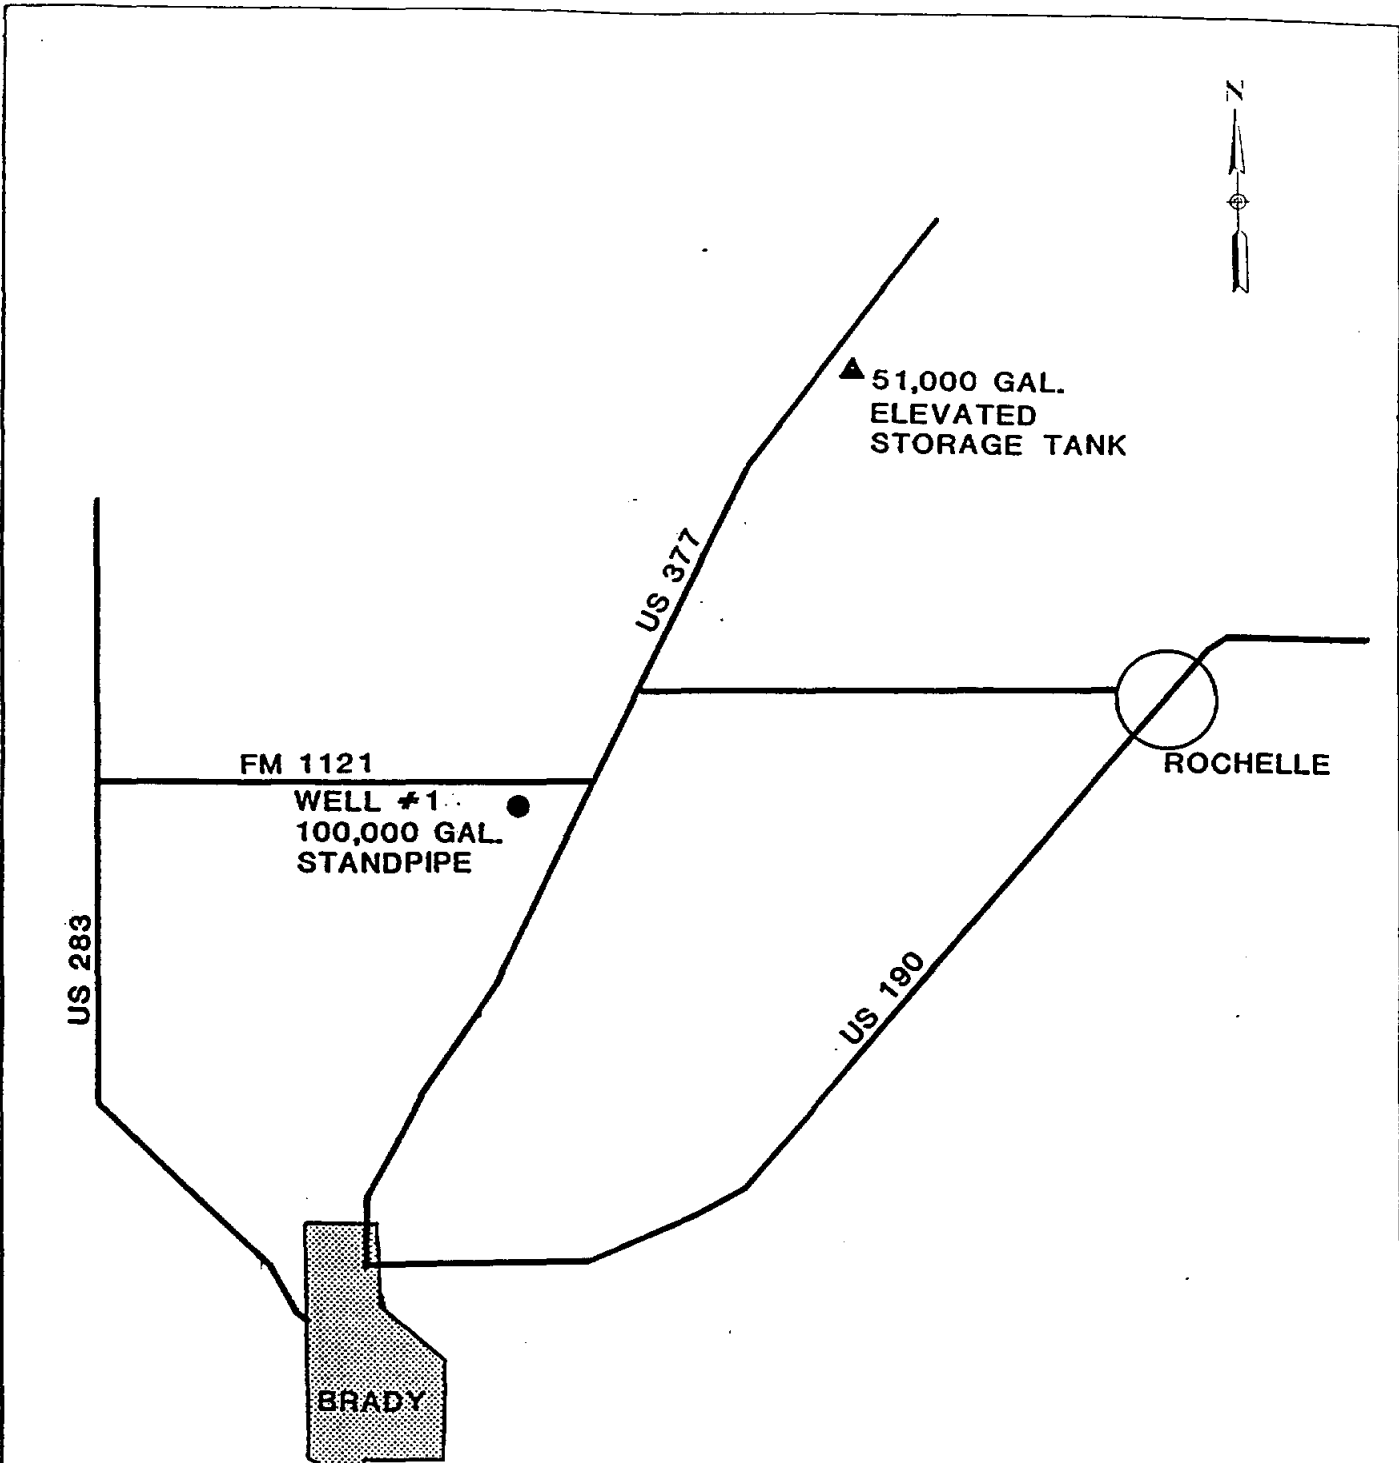 N
51,000 GAL.
ELEVATED
STORAGE TANK
US 377
FM 1121
ROCHELLE
WELL #1
100,000 GAL.
STANDPIPE
US 283
US 190
BRADY